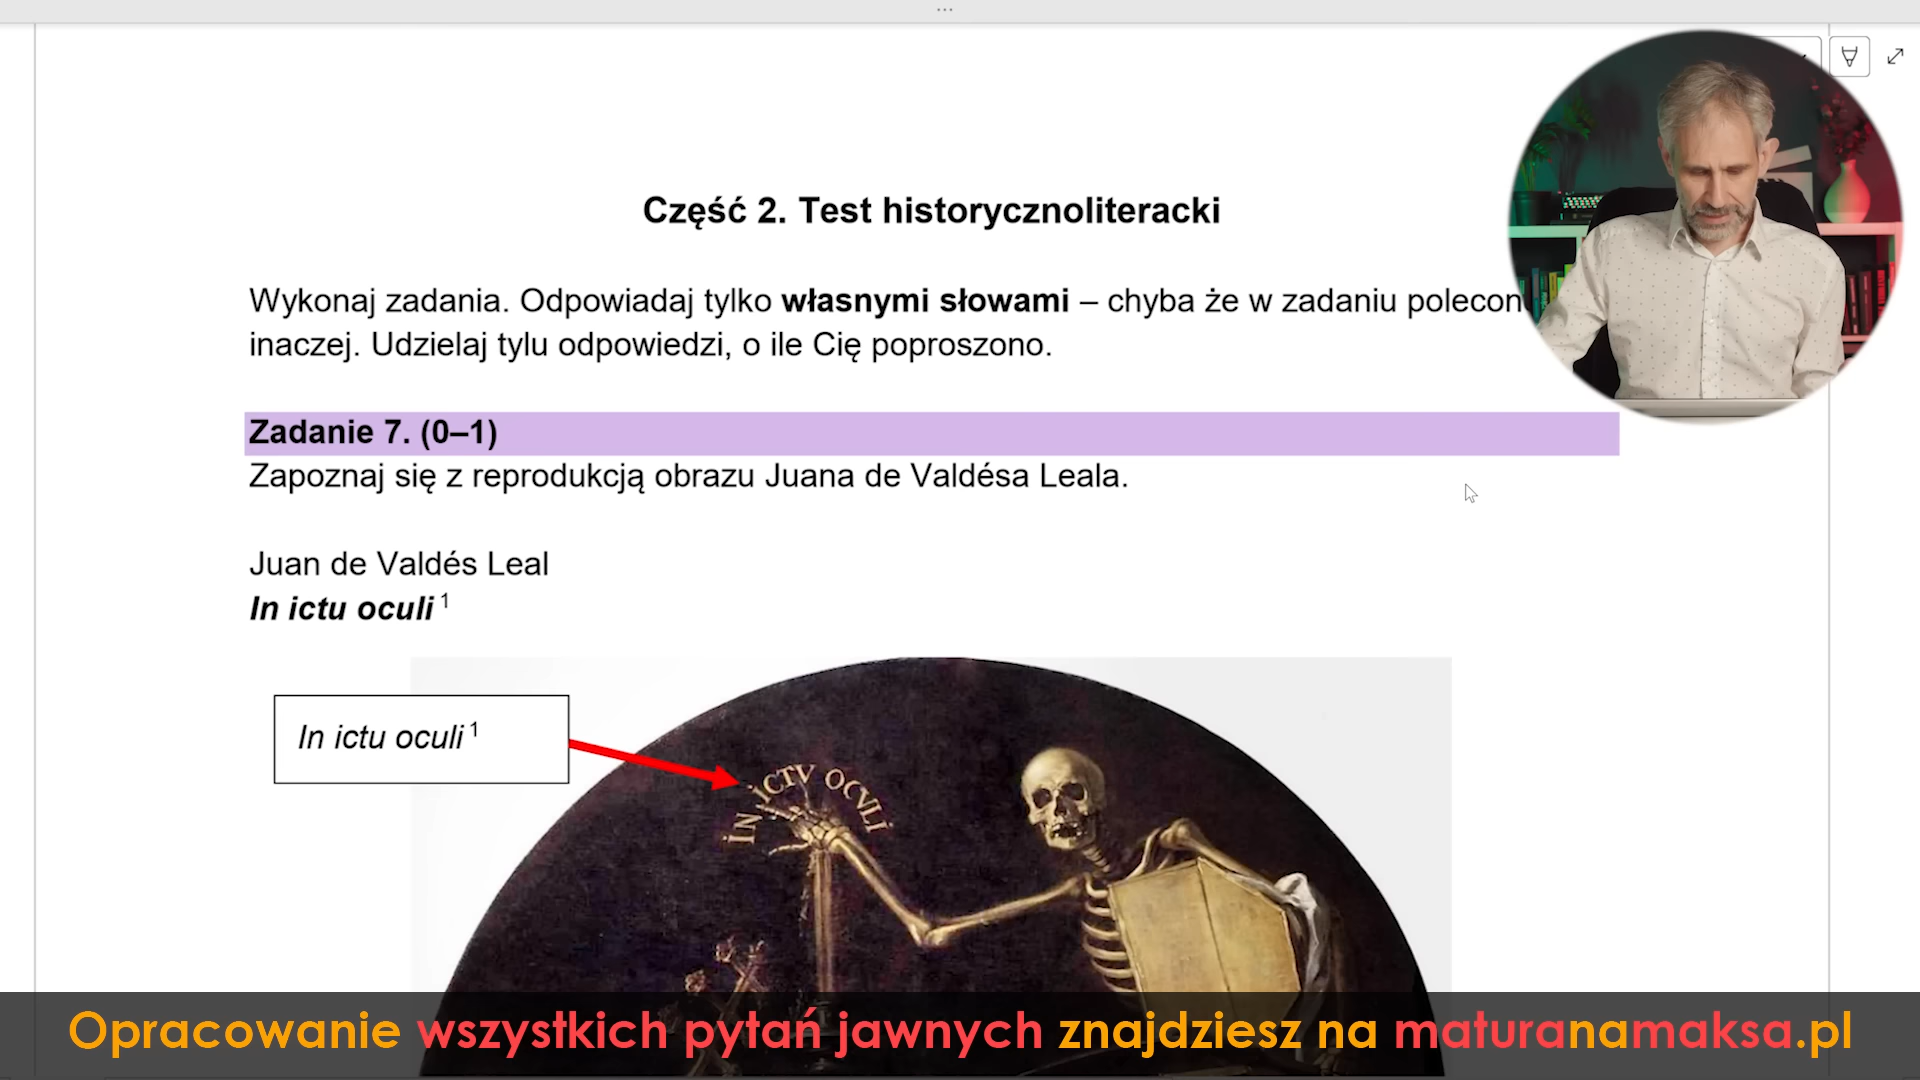 ...
Część 2. Test historycznoliteracki
Wykonaj zadania. Odpowiadaj tylko własnymi słowami – chyba że w zadaniu polecon
inaczej. Udzielaj tylu odpowiedzi, o ile Cię poproszono.
Zadanie 7. (0–1)
Zapoznaj się z reprodukcją obrazu Juana de Valdésa Leala.
Juan de Valdés Leal
In ictu oculi 1
In ictu oculi 1
IN ICTV OCVLI
Opracowanie wszystkich pytań jawnych znajdziesz na maturanamaksa.pl